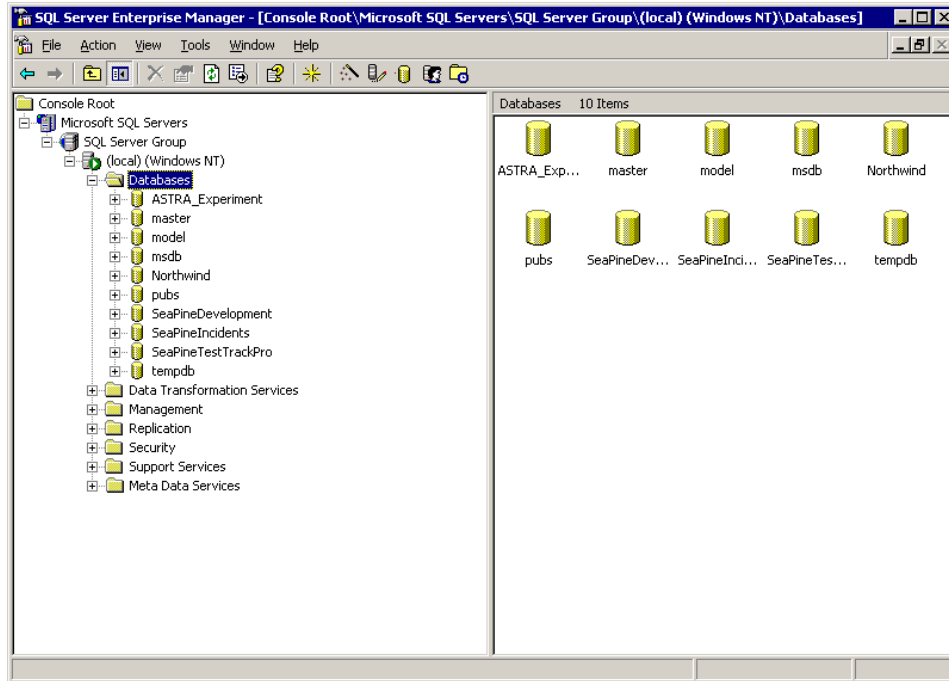 SQL Server Enterprise Manager - [Console Root\Microsoft SQL Servers\SQL Server Group\(local) (Windows NT)\Databases]
File Action View Tools Window Help
Console Root
Microsoft SQL Servers
SQL Server Group
(local) (Windows NT)
Databases
ASTRA_Experiment
master
model
msdb
Northwind
pubs
SeaPineDevelopment
SeaPineIncidents
SeaPineTestTrackPro
tempdb
Data Transformation Services
Management
Replication
Security
Support Services
Meta Data Services
Databases 10 Items
ASTRA_Exp... master model msdb Northwind
pubs SeaPineDev... SeaPineInci... SeaPineTes... tempdb